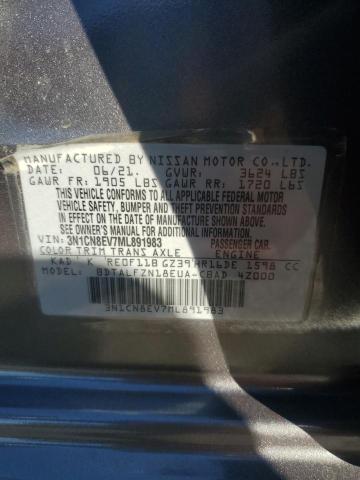 MANUFACTURED BY NISSAN MOTOR CO., LTD.
DATE: 06/21. GVWR: 3624 LBS
GAWR FR: 1905 LBS GAWR RR: 1720 LBS
THIS VEHICLE CONFORMS TO ALL APPLICABLE
FEDERAL MOTOR VEHICLE
SAFETY, BUMPER AND THEFT
PREVENTION STANDARDS IN EFFECT
ON THE DATE OF MANUFACTURE SHOWN ABOVE.
SEE OWNER'S MANUAL FOR
ADDITIONAL INFORMATION.
VIN: 3N1CN8EV7ML891983 PASSENGER CAR
COLOR TRIM TRANS AXLE ENGINE
KAD K RE0F11B GZ39 HR16DE 1598 CC
MODEL: BDTALFZN18EUA-CBAD 4Z000
3N1CN8EV7ML891983